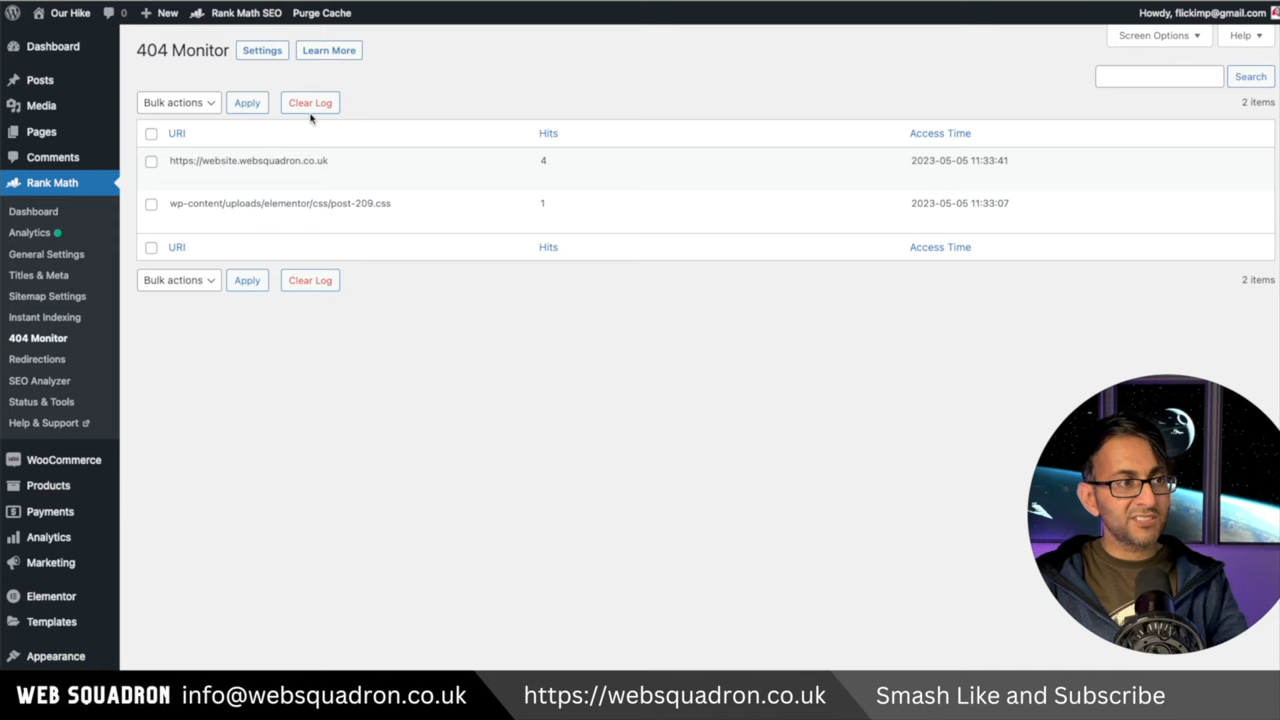 Our Hike 0 New Rank Math SEO Purge Cache Howdy, flickimp@gmail.com
Dashboard
Posts
Media
Pages
Comments
Rank Math
Dashboard
Analytics
General Settings
Titles & Meta
Sitemap Settings
Instant Indexing
404 Monitor
Redirections
SEO Analyzer
Status & Tools
Help & Support
WooCommerce
Products
Payments
Analytics
Marketing
Elementor
Templates
Appearance
404 Monitor Settings Learn More
Screen Options Help
Search
Bulk actions Apply Clear Log 2 items
URI Hits Access Time
https://website.websquadron.co.uk 4 2023-05-05 11:33:41
wp-content/uploads/elementor/css/post-209.css 1 2023-05-05 11:33:07
URI Hits Access Time
Bulk actions Apply Clear Log 2 items
WEB SQUADRON info@websquadron.co.uk https://websquadron.co.uk Smash Like and Subscribe